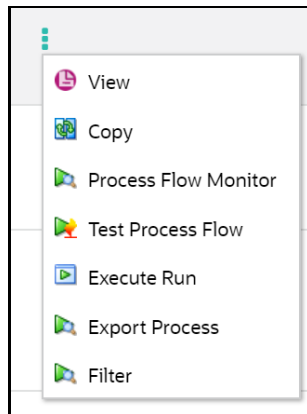 View
Copy
Process Flow Monitor
Test Process Flow
Execute Run
Export Process
Filter